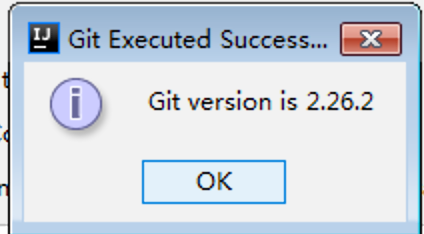 IJ Git Executed Success...
Git version is 2.26.2
OK